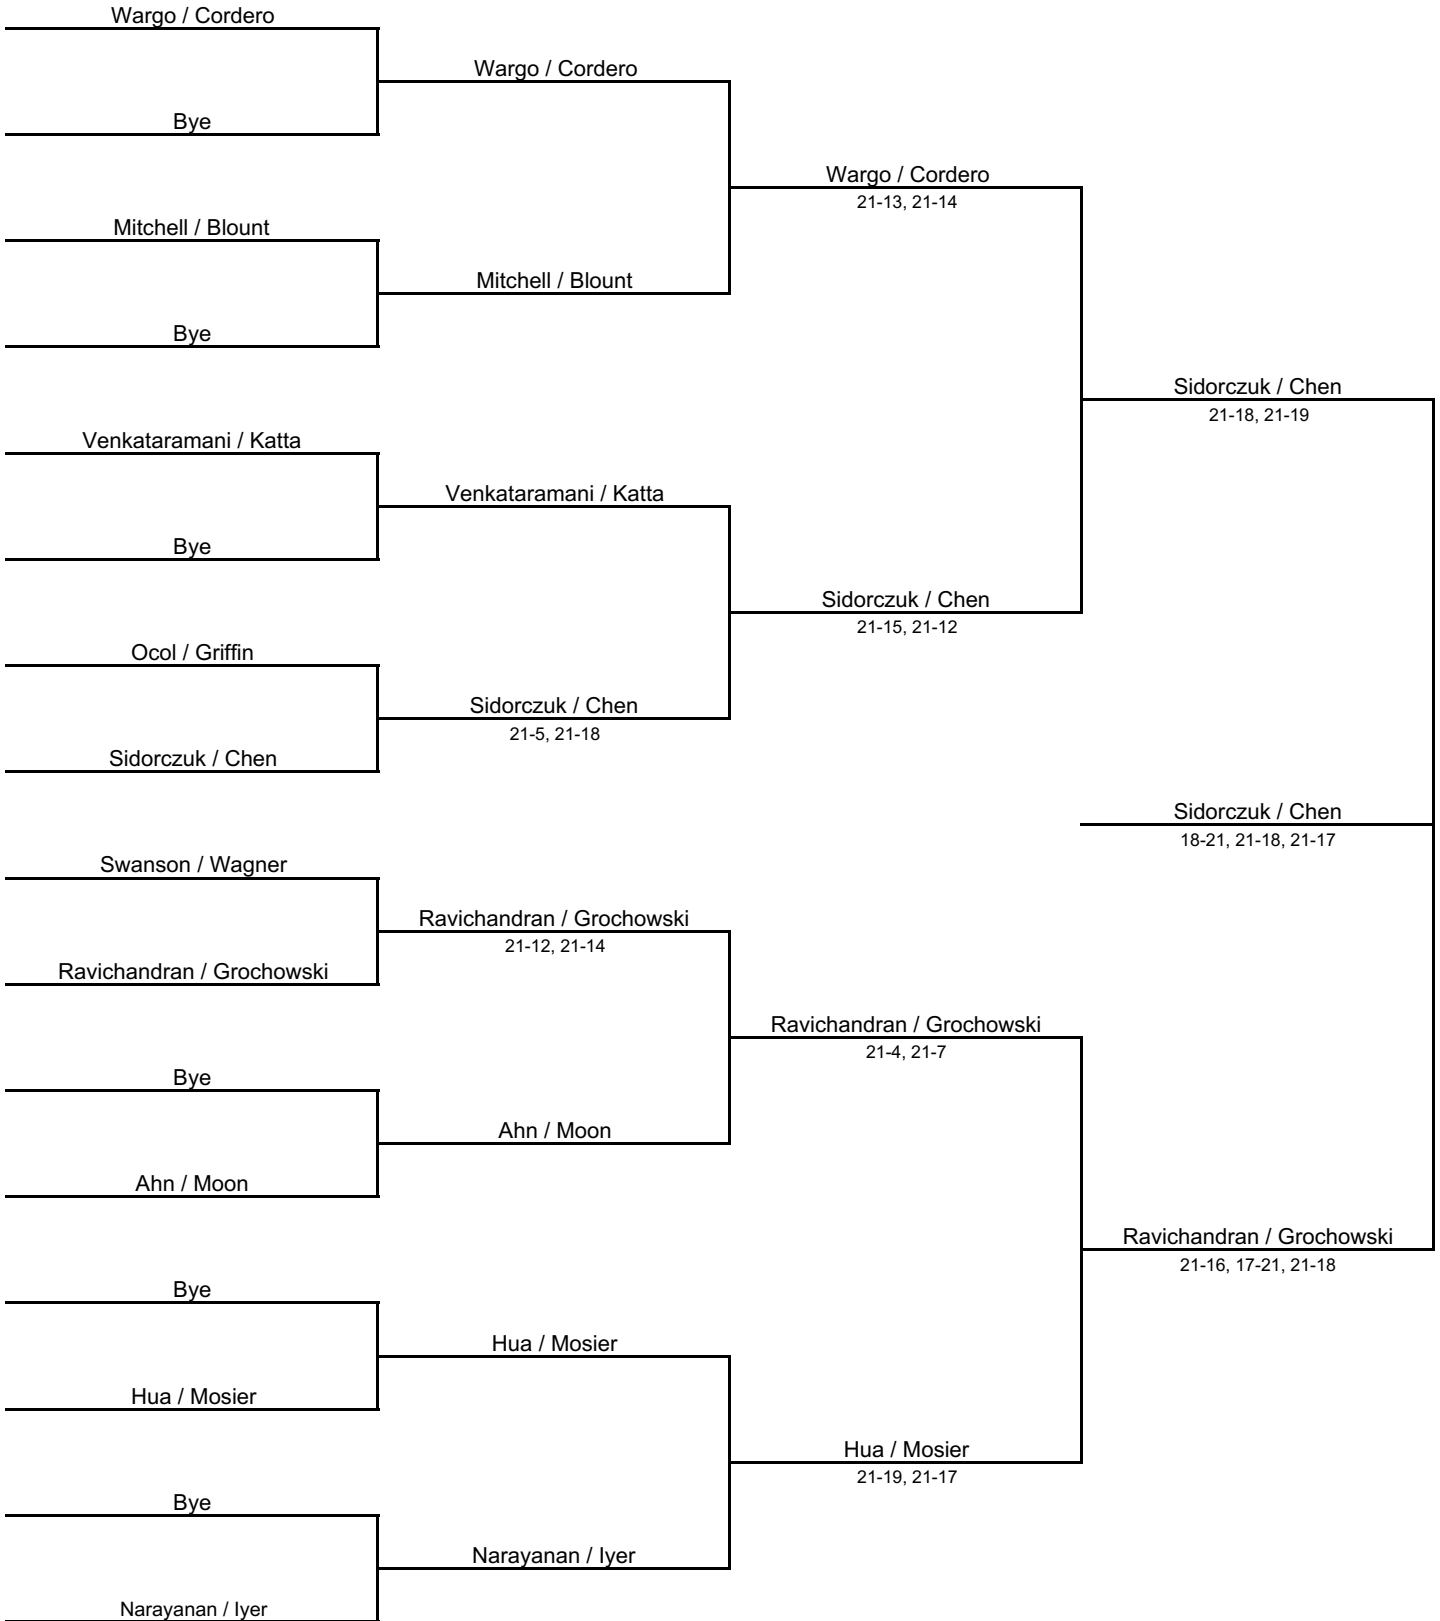 Wargo / Cordero
Wargo / Cordero
Bye
Wargo / Cordero
21-13, 21-14
Mitchell / Blount
Mitchell / Blount
Bye
Sidorczuk / Chen
21-18, 21-19
Venkataramani / Katta
Venkataramani / Katta
Bye
Sidorczuk / Chen
21-15, 21-12
Ocol / Griffin
Sidorczuk / Chen
21-5, 21-18
Sidorczuk / Chen
Sidorczuk / Chen
18-21, 21-18, 21-17
Swanson / Wagner
Ravichandran / Grochowski
21-12, 21-14
Ravichandran / Grochowski
Ravichandran / Grochowski
21-4, 21-7
Bye
Ahn / Moon
Ahn / Moon
Ravichandran / Grochowski
21-16, 17-21, 21-18
Bye
Hua / Mosier
Hua / Mosier
Hua / Mosier
21-19, 21-17
Bye
Narayanan / Iyer
Narayanan / Iyer